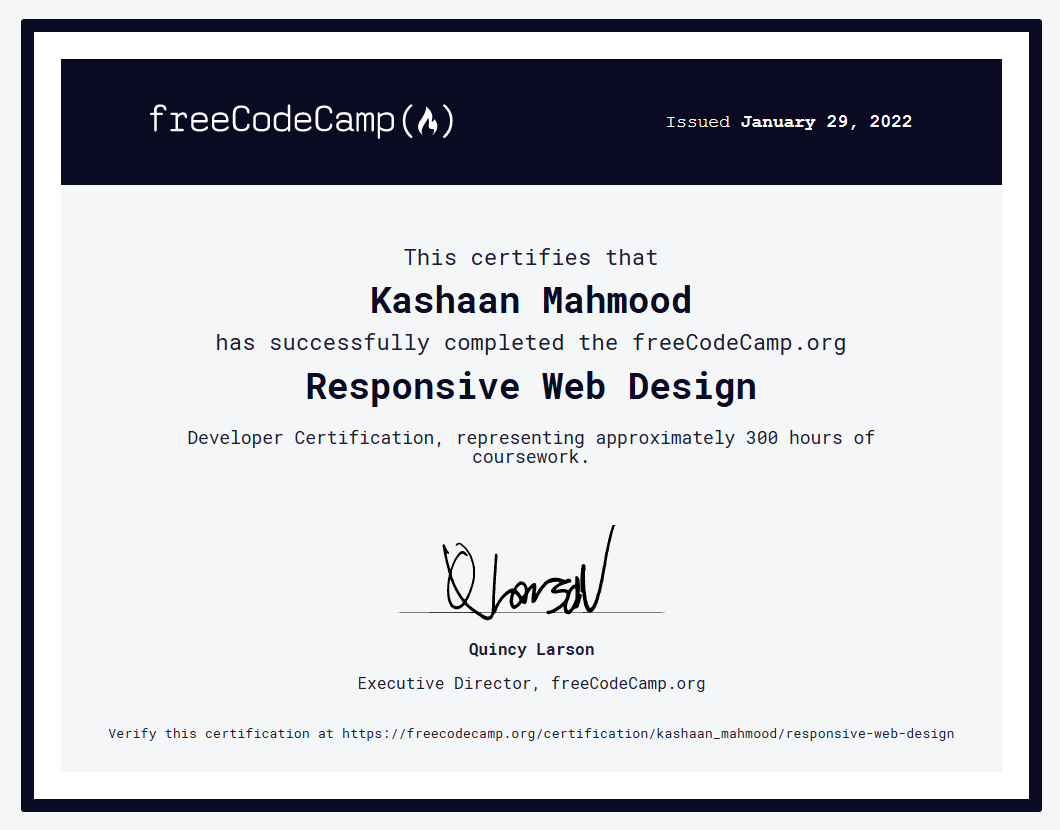 freeCodeCamp
Issued January 29, 2022
This certifies that
Kashaan Mahmood
has successfully completed the freeCodeCamp.org
Responsive Web Design
Developer Certification, representing approximately 300 hours of
coursework.
Q Larson
Quincy Larson
Executive Director, freeCodeCamp.org
Verify this certification at https://freecodecamp.org/certification/kashaan_mahmood/responsive-web-design